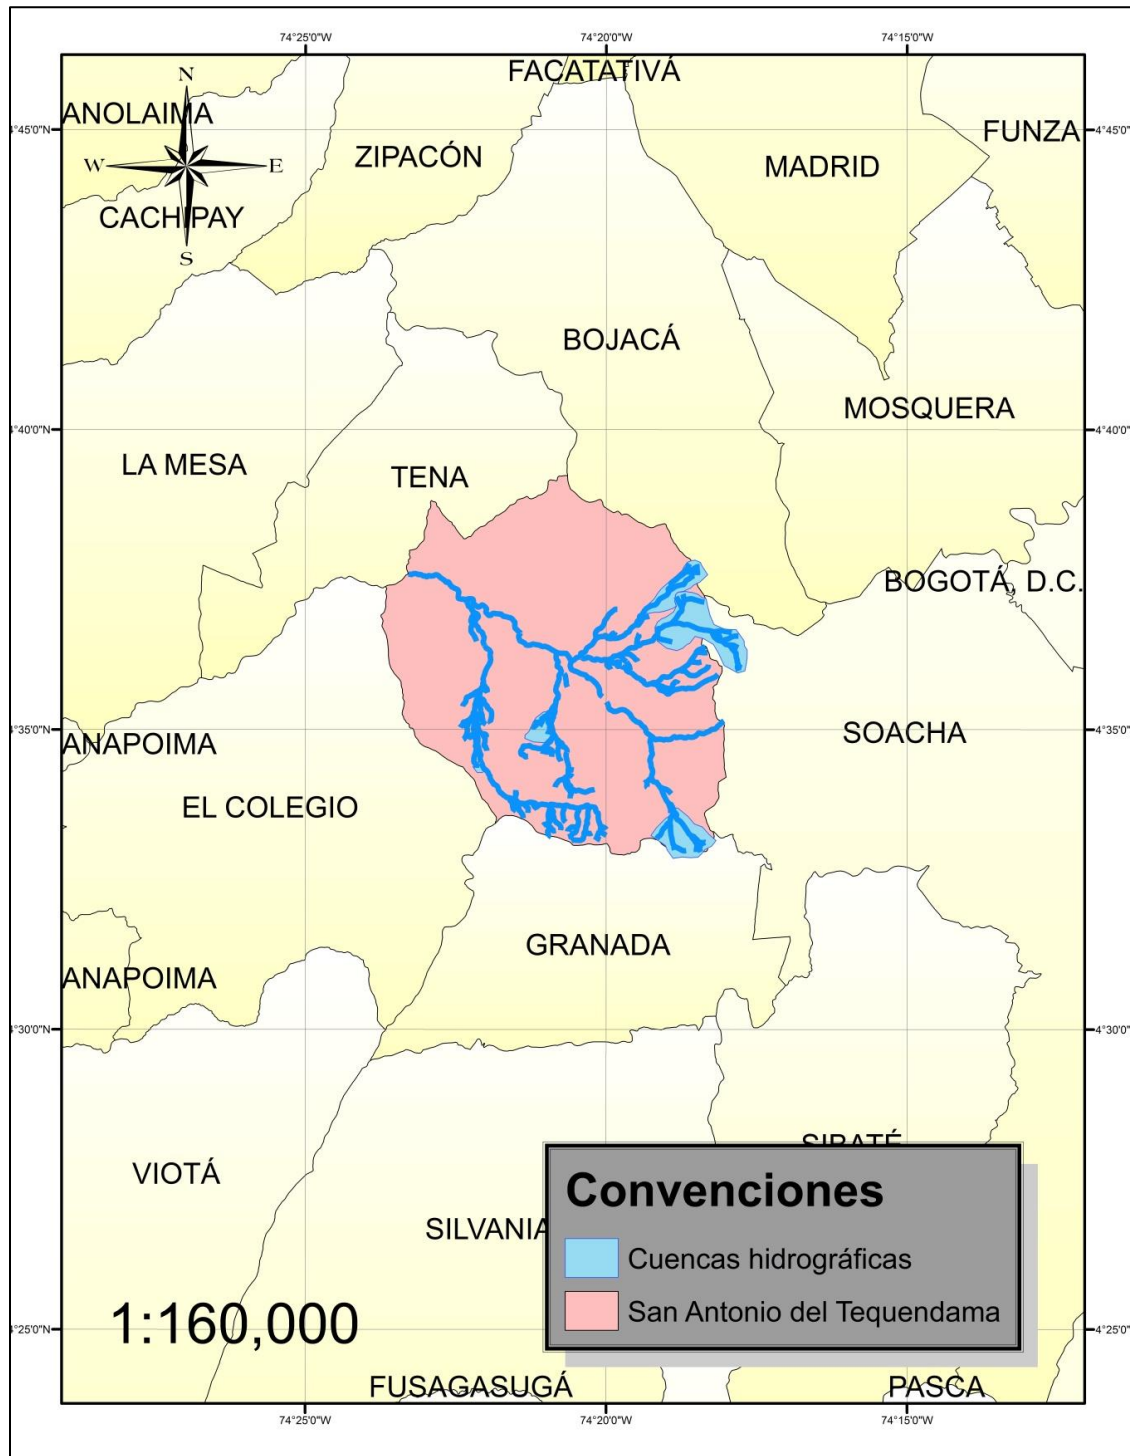 74°25'0"W
74°20'0"W
74°15'0"W
FACATATIVÁ
N
ANOLAIMA
4°45'0"N
FUNZA
4°45'0"N
ZIPACÓN
MADRID
W
E
CACHIPAY
S
BOJACÁ
MOSQUERA
4°40'0"N
4°40'0"N
LA MESA
TENA
BOGOTÁ, D.C.
4°35'0"N
4°35'0"N
ANAPOIMA
SOACHA
EL COLEGIO
GRANADA
ANAPOIMA
4°30'0"N
4°30'0"N
SIBATÉ
VIOTÁ
Convenciones
SILVANIA
Cuencas hidrográficas
San Antonio del Tequendama
1:160,000
4°25'0"N
4°25'0"N
FUSAGASUGÁ
PASCA
74°25'0"W
74°20'0"W
74°15'0"W